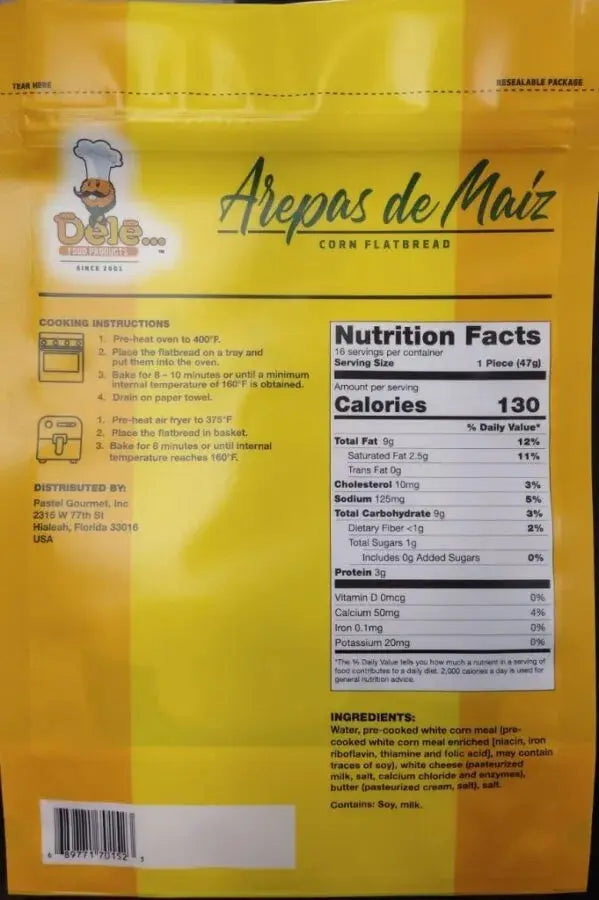 TEAR HERE
RESEALABLE PACKAGE
Délé...
FOOD PRODUCTS
™
SINCE 2001
Arepas de Maíz
CORN FLATBREAD
COOKING INSTRUCTIONS
1. Pre-heat oven to 400°F.
2. Place the flatbread on a tray and
put them into the oven.
3. Bake for 8 – 10 minutes or until a minimum
internal temperature of 160°F is obtained.
4. Drain on paper towel.
1. Pre-heat air fryer to 375°F
2. Place the flatbread in basket.
3. Bake for 8 minutes or until internal
temperature reaches 160°F.
DISTRIBUTED BY:
Pastel Gourmet, Inc
2315 W 77th St
Hialeah, Florida 33016
USA
Nutrition Facts
16 servings per container
Serving Size 1 Piece (47g)
Amount per serving
Calories 130
% Daily Value*
Total Fat 9g 12%
Saturated Fat 2.5g 11%
Trans Fat 0g
Cholesterol 10mg 3%
Sodium 125mg 5%
Total Carbohydrate 9g 3%
Dietary Fiber <1g 2%
Total Sugars 1g
Includes 0g Added Sugars 0%
Protein 3g
Vitamin D 0mcg 0%
Calcium 50mg 4%
Iron 0.1mg 0%
Potassium 20mg 0%
*The % Daily Value tells you how much a nutrient in a serving of
food contributes to a daily diet. 2,000 calories a day is used for
general nutrition advice.
INGREDIENTS:
Water, pre-cooked white corn meal [pre-
cooked white corn meal enriched [niacin, iron
riboflavin, thiamine and folic acid], may contain
traces of soy), white cheese (pasteurized
milk, salt, calcium chloride and enzymes),
butter (pasteurized cream, salt), salt.
Contains: Soy, milk.
6 89771 70152 3